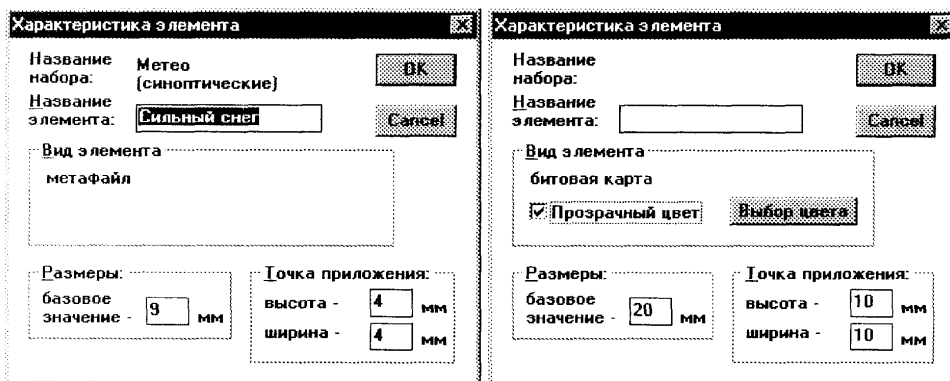 Характеристика элемента
Название набора: Метео (синоптические)
OK
Название элемента: Сильный снег
Cancel
Вид элемента
метафайл
Размеры:
базовое значение - 9 мм
Точка приложения:
высота - 4 мм
ширина - 4 мм
Характеристика элемента
Название набора:
OK
Название элемента:
Cancel
Вид элемента
битовая карта
Прозрачный цвет
Выбор цвета
Размеры:
базовое значение - 20 мм
Точка приложения:
высота - 10 мм
ширина - 10 мм